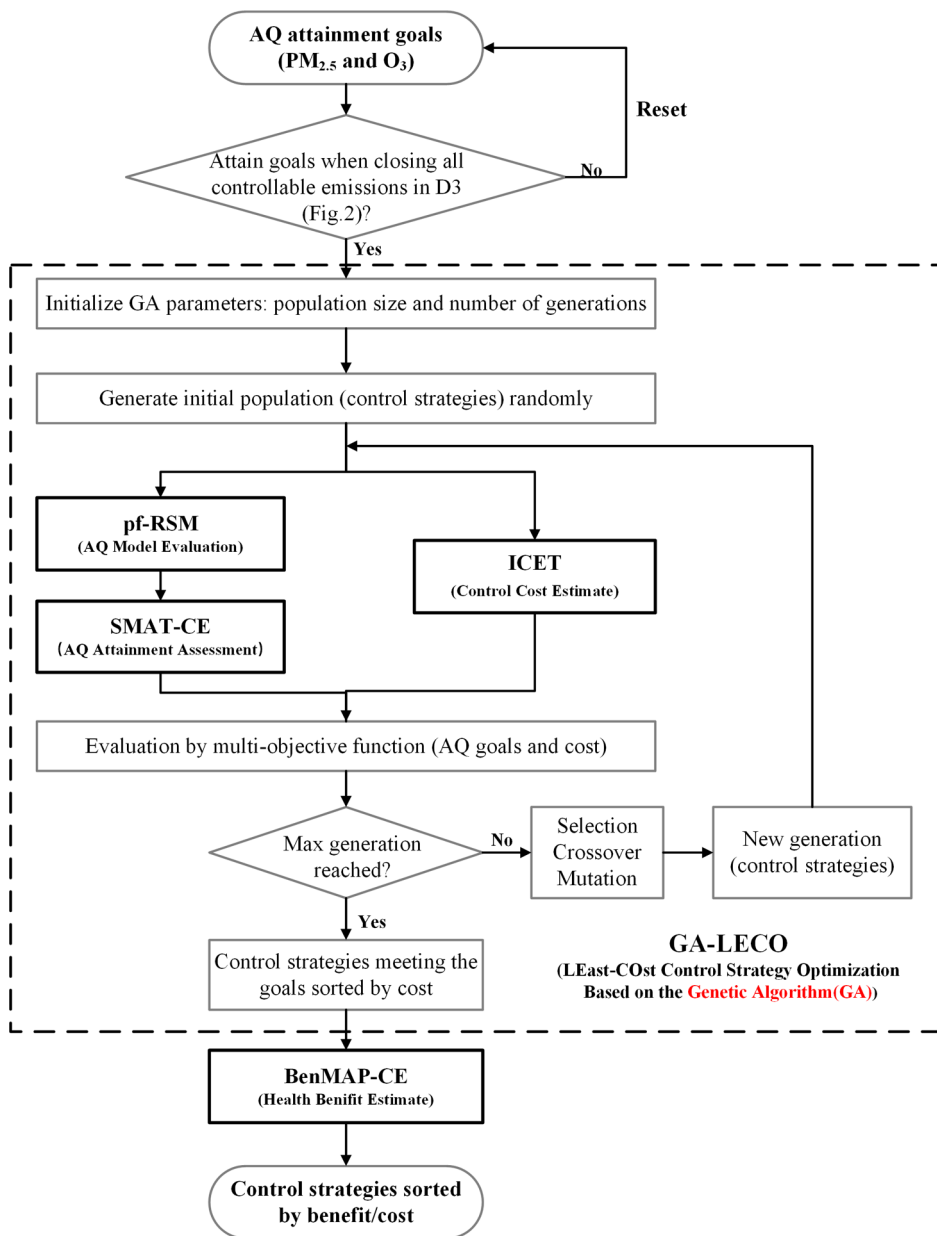 AQ attainment goals
(PM2.5 and O3)
Reset
Attain goals when closing all
controllable emissions in D3
(Fig.2)?
No
Yes
Initialize GA parameters: population size and number of generations
Generate initial population (control strategies) randomly
pf-RSM
(AQ Model Evaluation)
ICET
(Control Cost Estimate)
SMAT-CE
(AQ Attainment Assessment)
Evaluation by multi-objective function (AQ goals and cost)
Max generation
reached?
No
Selection
Crossover
Mutation
New generation
(control strategies)
Yes
Control strategies meeting the
goals sorted by cost
GA-LECO
(LEast-COst Control Strategy Optimization
Based on the Genetic Algorithm(GA))
BenMAP-CE
(Health Benifit Estimate)
Control strategies sorted
by benefit/cost